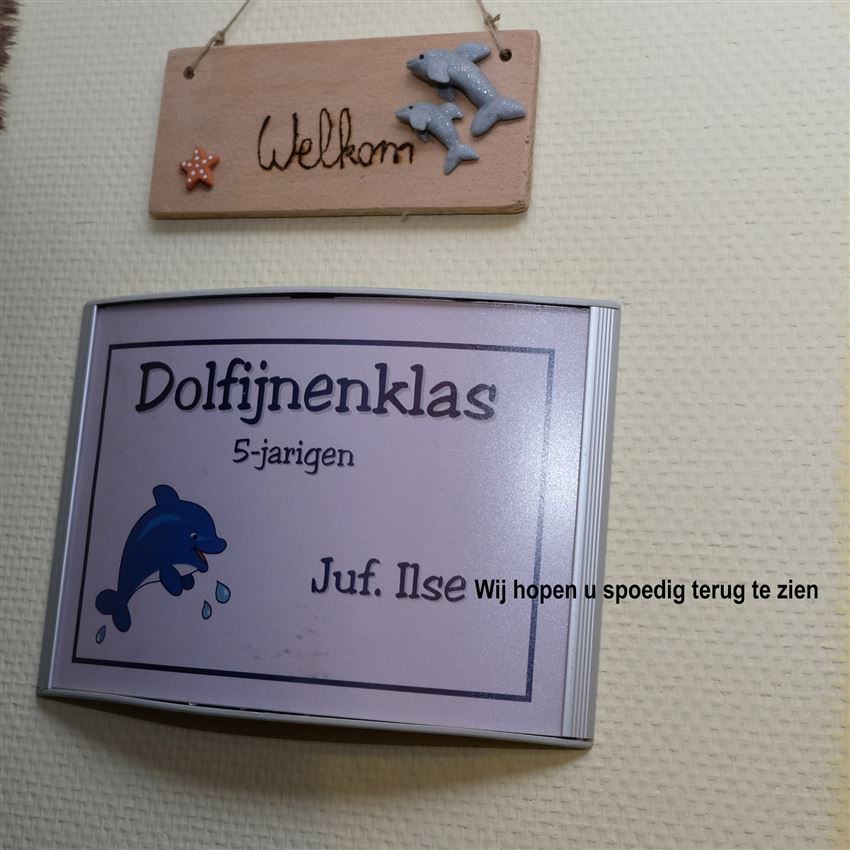 Welkom
Dolfijnenklas
5-jarigen
Juf. Ilse
Wij hopen u spoedig terug te zien